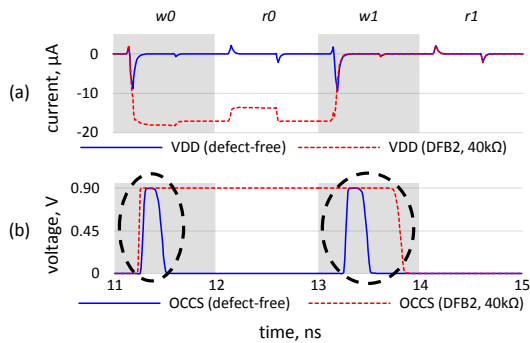 w0 r0 w1 r1
(a)
current, µA
0
-10
-20
VDD (defect-free)
VDD (DFB2, 40kΩ)
(b)
voltage, V
0.90
0.45
0
11 12 13 14 15
OCCS (defect-free)
OCCS (DFB2, 40kΩ)
time, ns